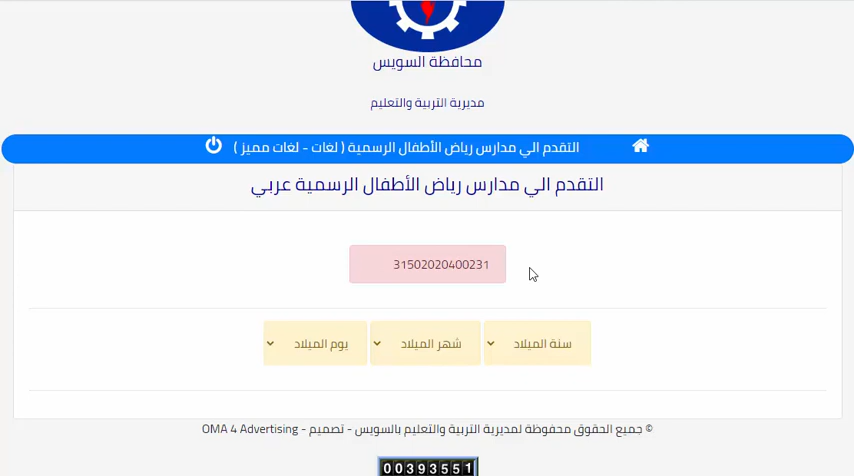 محافظة السويس
مديرية التربية والتعليم
التقدم الي مدارس رياض الأطفال الرسمية ( لغات - لغات مميز )
التقدم الي مدارس رياض الأطفال الرسمية عربي
31502020400231
سنة الميلاد
شهر الميلاد
يوم الميلاد
© جميع الحقوق محفوظة لمديرية التربية والتعليم بالسويس - تصميم - OMA 4 Advertising
00393551